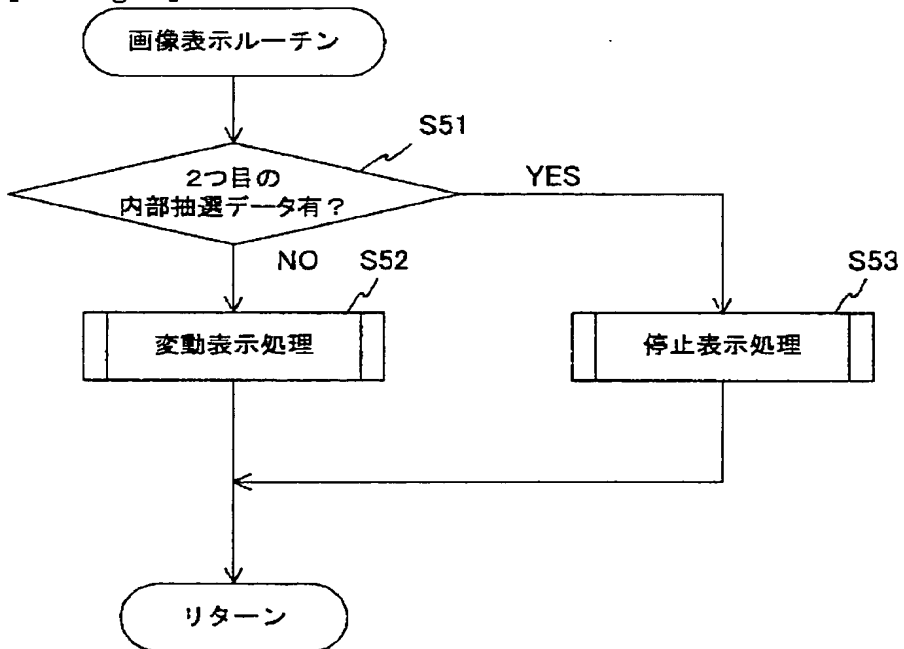 画像表示ルーチン
S51
2つ目の
内部抽選データ有？
YES
NO
S52
S53
変動表示処理
停止表示処理
リターン